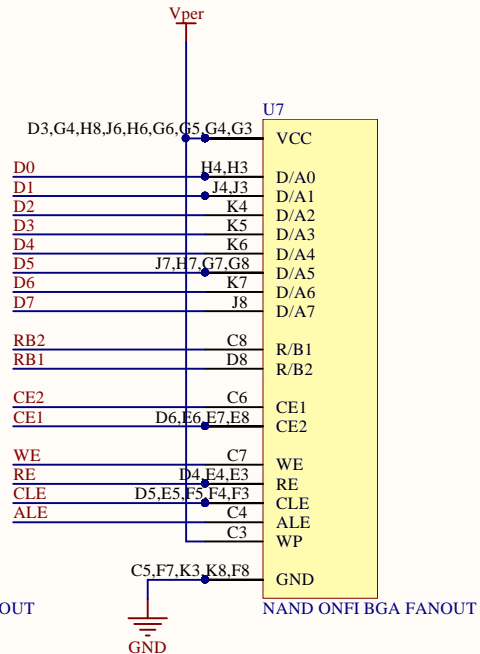 Vper
U7
D3,G4,H8,J6,H6,G6,G5,G4,G3 VCC
D0 H4,H3 D/A0
D1 J4,J3 D/A1
D2 K4 D/A2
D3 K5 D/A3
D4 K6 D/A4
D5 J7,H7,G7,G8 D/A5
D6 K7 D/A6
D7 J8 D/A7
RB2 C8 R/B1
RB1 D8 R/B2
CE2 C6 CE1
CE1 D6,E6,E7,E8 CE2
WE C7 WE
RE D4,E4,E3 RE
CLE D5,E5,F5,F4,F3 CLE
ALE C4 ALE
C3 WP
C5,F7,K3,K8,F8 GND
OUT NAND ONFI BGA FANOUT
GND